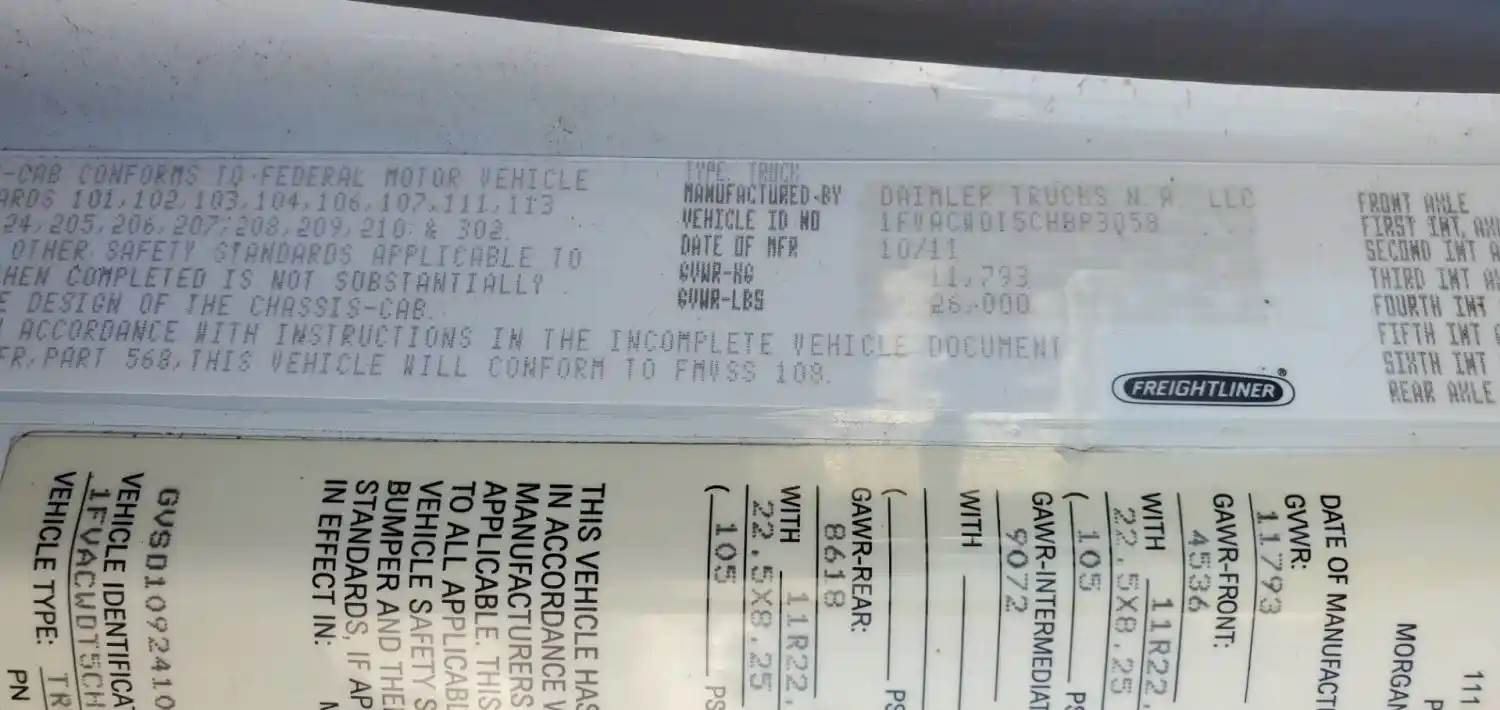 -CAB CONFORMS TO FEDERAL MOTOR VEHICLE
ARDS 101,102,103,104,106,107,111,113
24,205,206,207,208,209,210 & 302.
OTHER SAFETY STANDARDS APPLICABLE TO
HEN COMPLETED IS NOT SUBSTANTIALLY
E DESIGN OF THE CHASSIS-CAB.
ACCORDANCE WITH INSTRUCTIONS IN THE INCOMPLETE VEHICLE DOCUMENT
FR, PART 568, THIS VEHICLE WILL CONFORM TO FMVSS 108.
TYPE: TRUCK
MANUFACTURED BY DAIMLER TRUCKS N.A. LLC
VEHICLE ID NO
DATE OF MFR 10/11
GVWR-KG 11,793
GVWR-LBS 26,000
FREIGHTLINER®
FRONT AXLE
FIRST INT. AX
SECOND INT A
THIRD INT AX
FOURTH INT
FIFTH INT
SIXTH INT
REAR AXLE
111
MORGAN
DATE OF MANUFACT
GVWR:
11793
GAWR-FRONT:
4536
WITH 11R22.
22.5X8.25
( 105 PS
GAWR-INTERMEDIAT
9072
WITH
( PS
GAWR-REAR:
8618
WITH 11R22.
22.5X8.25
( 105 PS
THIS VEHICLE HAS
IN ACCORDANCE
MANUFACTURERS
APPLICABLE. THIS
TO ALL APPLICABL
VEHICLE SAFETY S
BUMPER AND THE
STANDARDS, IF AP
IN EFFECT IN:
GVSD1092410
VEHICLE IDENTIFICA
1FVACWDT5CH
VEHICLE TYPE: TR
PN